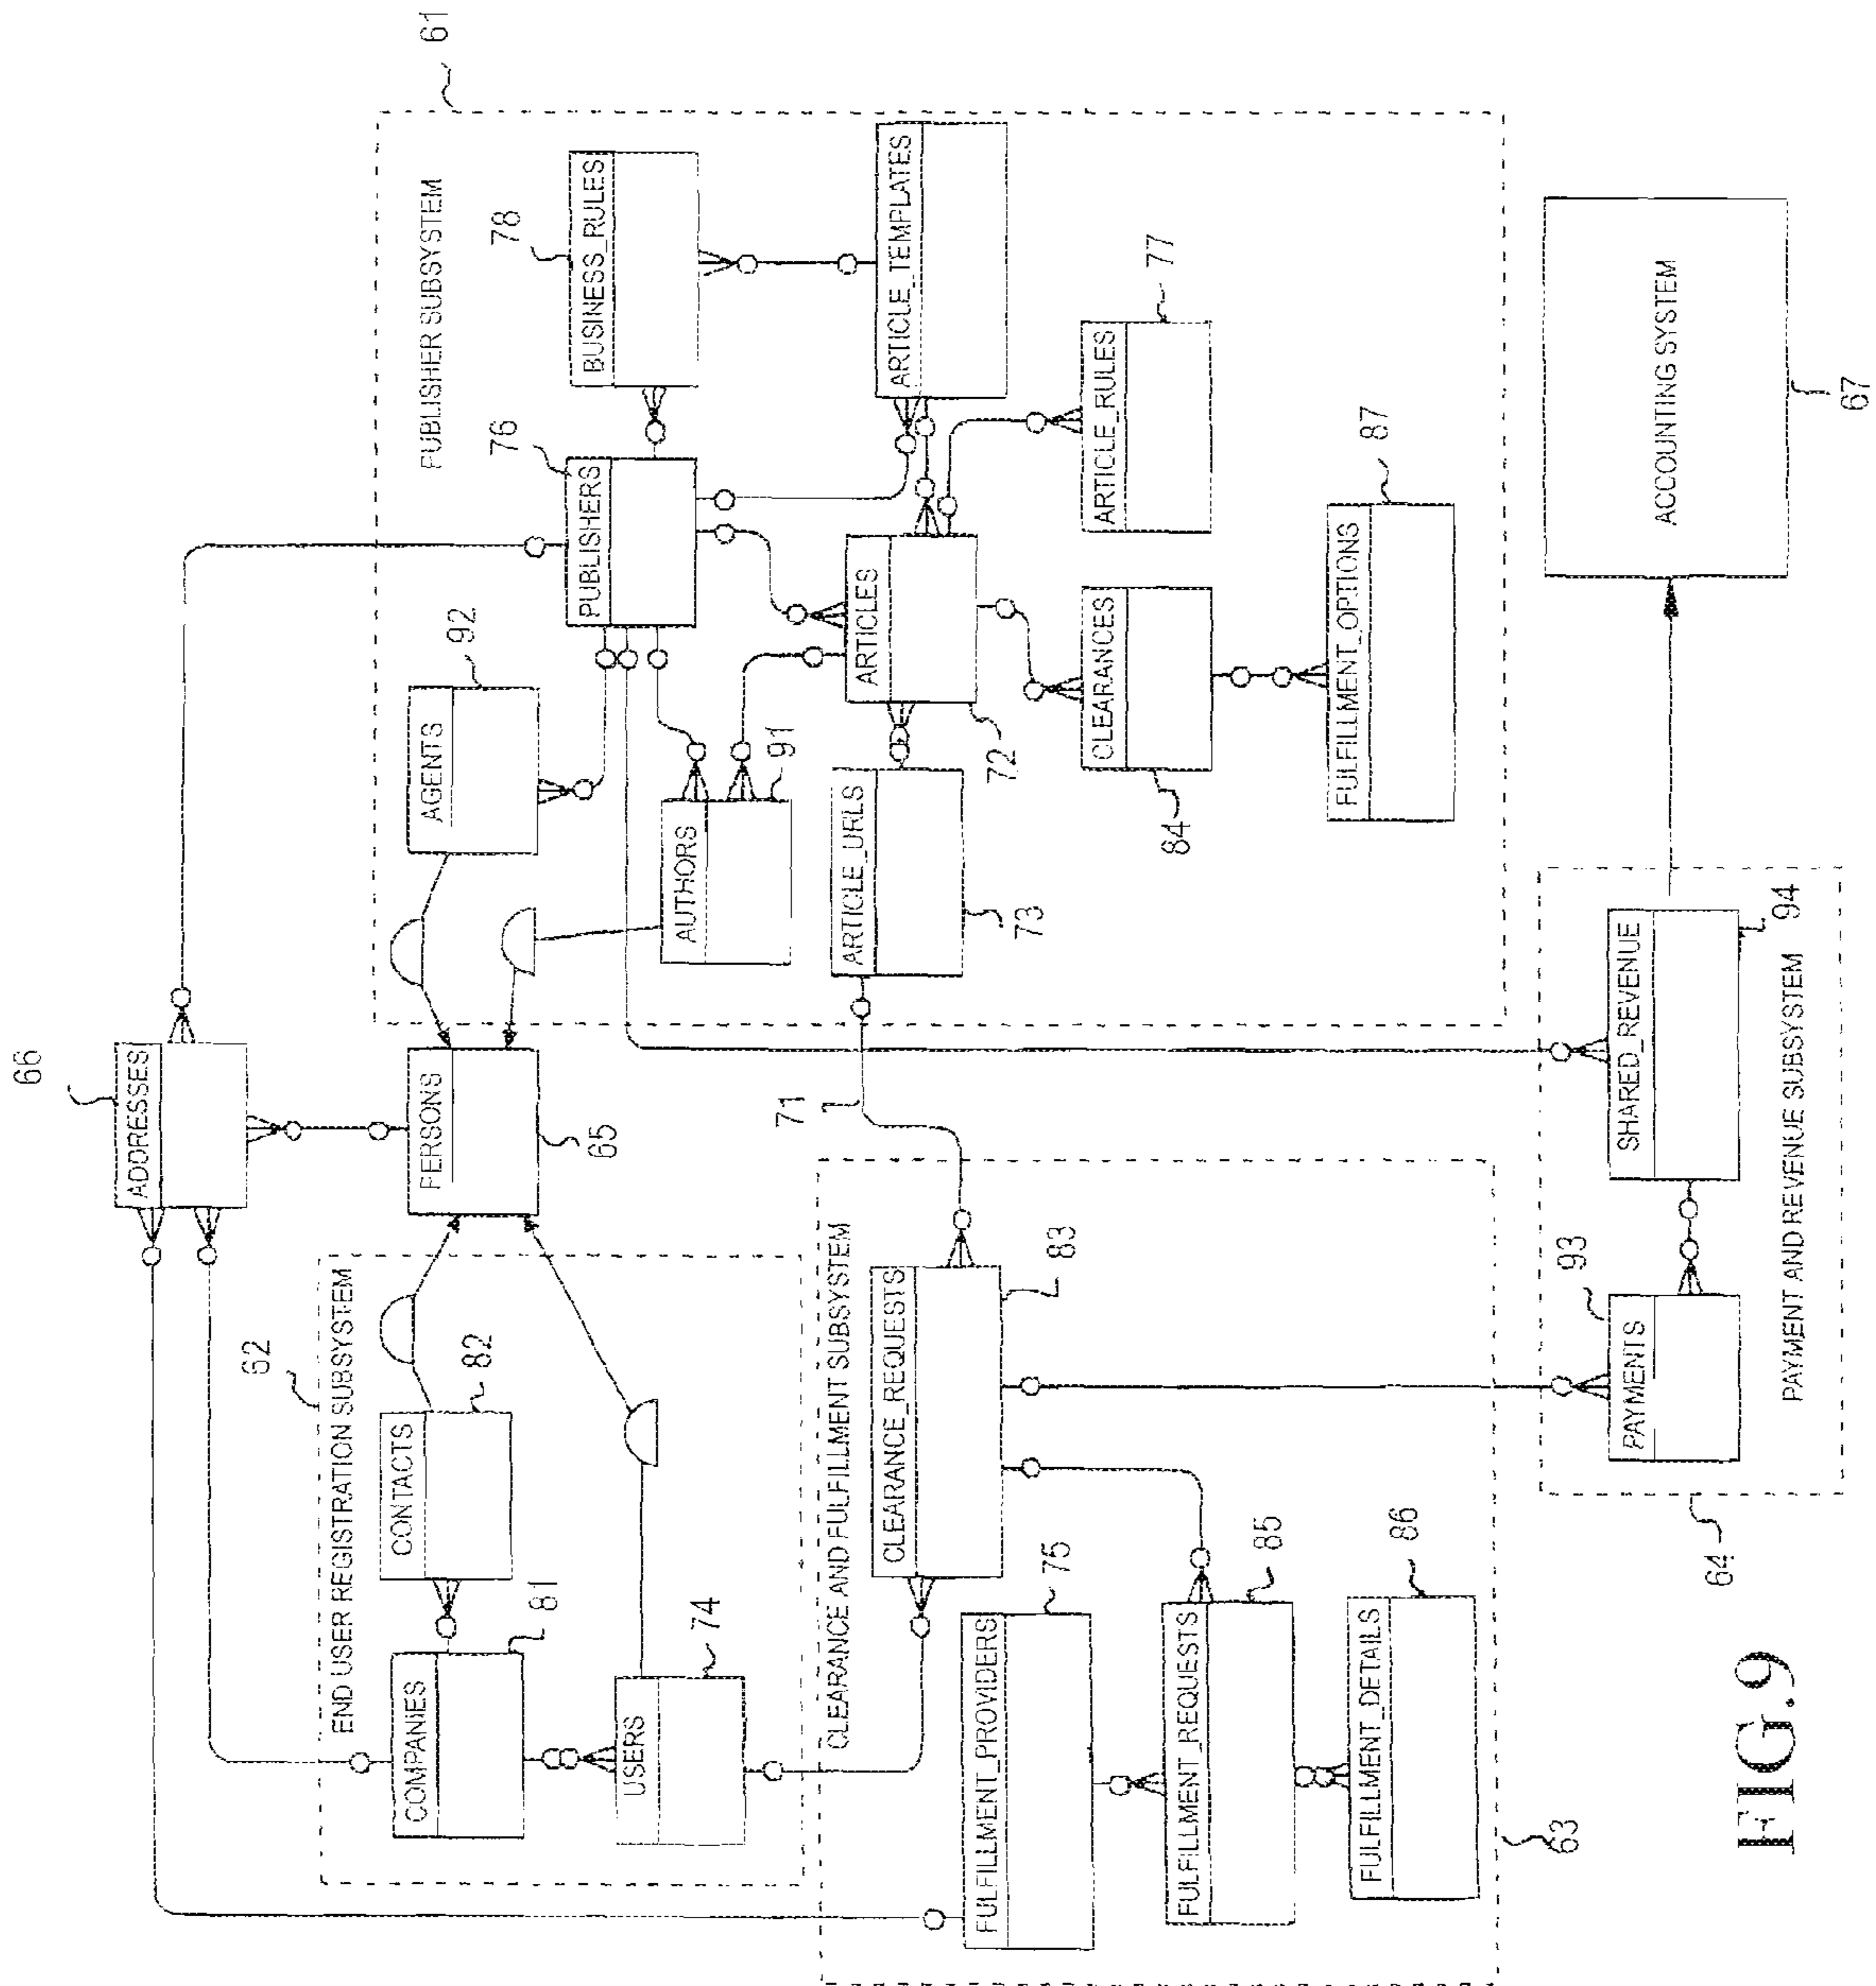 66
ADDRESSES
PERSONS
65
END USER REGISTRATION SUBSYSTEM
62
COMPANIES
81
CONTACTS
82
USERS
74
PUBLISHER SUBSYSTEM
61
AGENTS
92
PUBLISHERS
76
BUSINESS_RULES
78
AUTHORS
91
ARTICLE_URLS
73
ARTICLES
72
ARTICLE_TEMPLATES
CLEARANCES
84
ARTICLE_RULES
77
FULFILLMENT_OPTIONS
87
71
CLEARANCE AND FULFILLMENT SUBSYSTEM
63
CLEARANCE_REQUESTS
83
FULFILLMENT_PROVIDERS
75
FULFILLMENT_REQUESTS
85
FULFILLMENT_DETAILS
86
PAYMENT AND REVENUE SUBSYSTEM
64
PAYMENTS
93
SHARED_REVENUE
94
ACCOUNTING SYSTEM
67
FIG.9